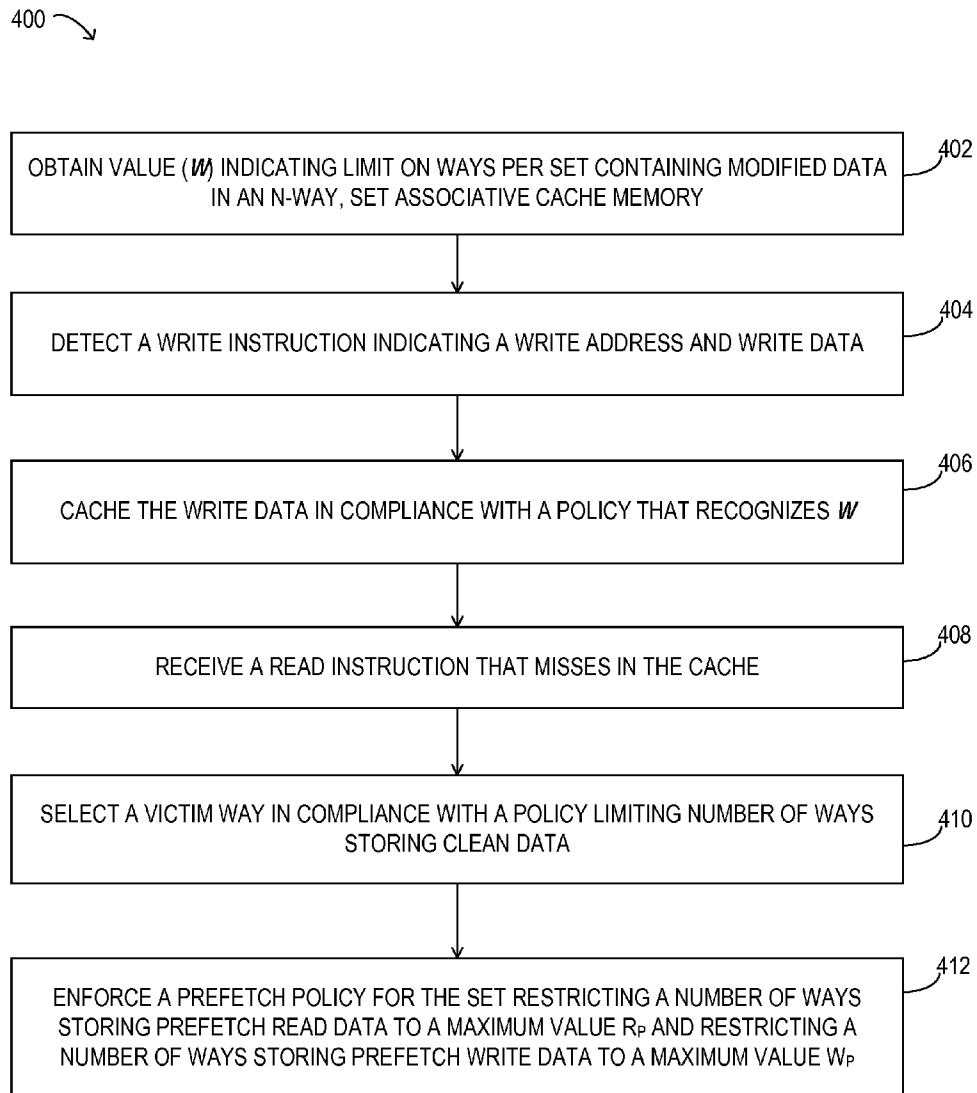 400
OBTAIN VALUE (W) INDICATING LIMIT ON WAYS PER SET CONTAINING MODIFIED DATA
IN AN N-WAY, SET ASSOCIATIVE CACHE MEMORY
402
DETECT A WRITE INSTRUCTION INDICATING A WRITE ADDRESS AND WRITE DATA
404
CACHE THE WRITE DATA IN COMPLIANCE WITH A POLICY THAT RECOGNIZES W
406
RECEIVE A READ INSTRUCTION THAT MISSES IN THE CACHE
408
SELECT A VICTIM WAY IN COMPLIANCE WITH A POLICY LIMITING NUMBER OF WAYS
STORING CLEAN DATA
410
ENFORCE A PREFETCH POLICY FOR THE SET RESTRICTING A NUMBER OF WAYS
STORING PREFETCH READ DATA TO A MAXIMUM VALUE RP AND RESTRICTING A
NUMBER OF WAYS STORING PREFETCH WRITE DATA TO A MAXIMUM VALUE WP
412